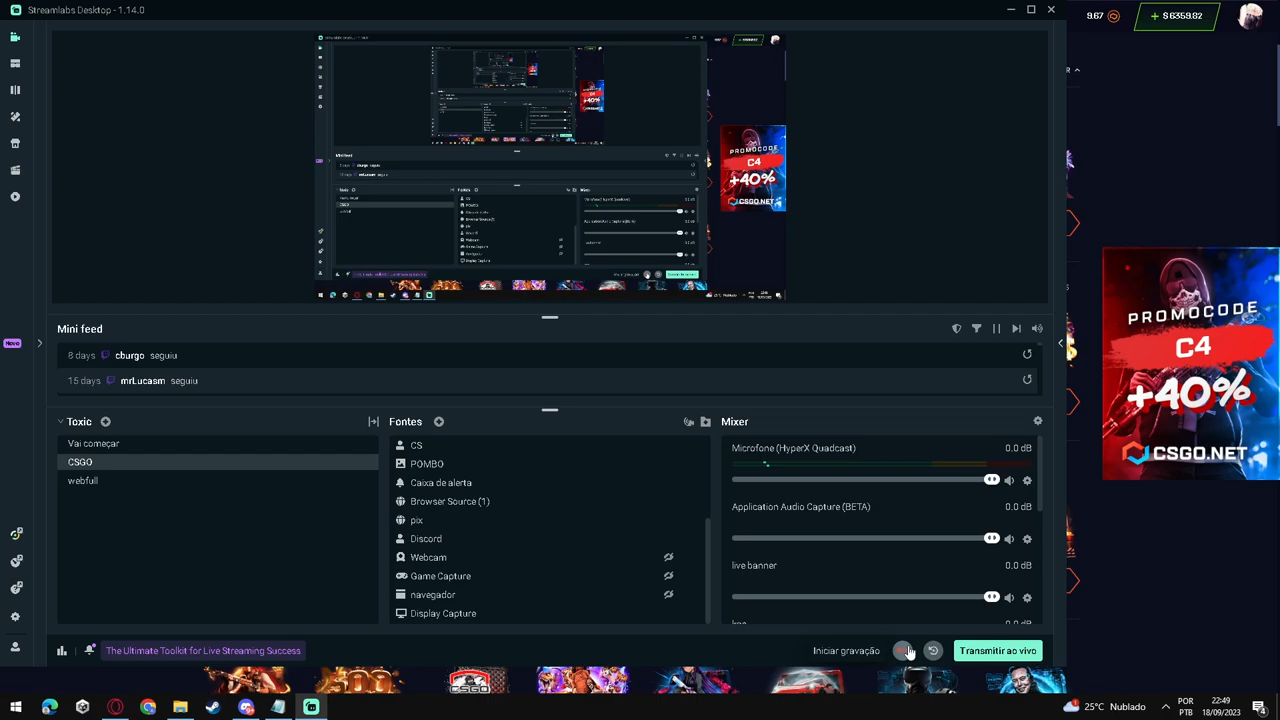 Streamlabs Desktop - 1.14.0
9.67
+ $ 6359.82
PROMOCODE
C4
+40%
CSGO.NET
Novo
Mini feed
8 days cburgo seguiu
15 days mrLucasm seguiu
Toxic
Vai começar
CSGO
webfull
Fontes
CS
POMBO
Caixa de alerta
Browser Source (1)
pix
Discord
Webcam
Game Capture
navegador
Display Capture
Mixer
Microfone (HyperX Quadcast) 0.0 dB
Application Audio Capture (BETA) 0.0 dB
live banner 0.0 dB
PROMOCODE
C4
+40%
CSGO.NET
The Ultimate Toolkit for Live Streaming Success
Iniciar gravação
Transmitir ao vivo
25°C Nublado
POR
PTB
22:49
18/09/2023
4